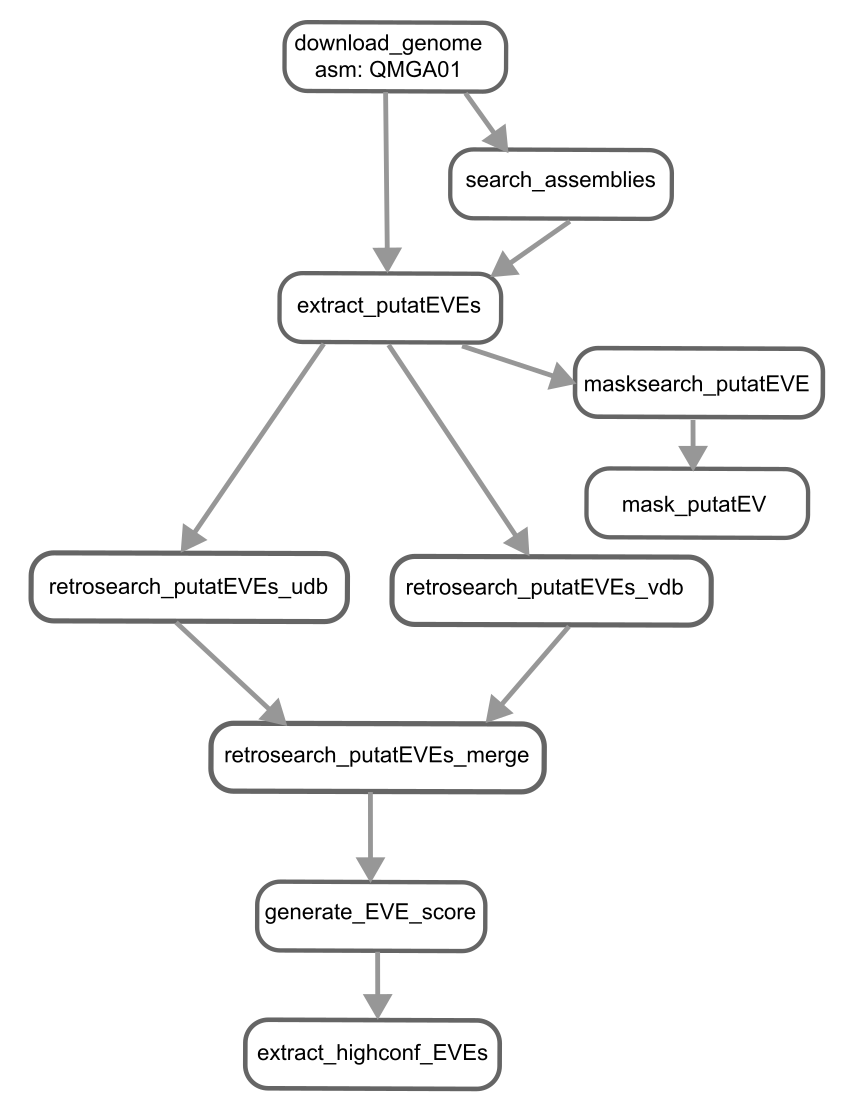 download_genome
asm: QMGA01
search_assemblies
extract_putatEVEs
masksearch_putatEVE
mask_putatEV
retrosearch_putatEVEs_udb
retrosearch_putatEVEs_vdb
retrosearch_putatEVEs_merge
generate_EVE_score
extract_highconf_EVEs